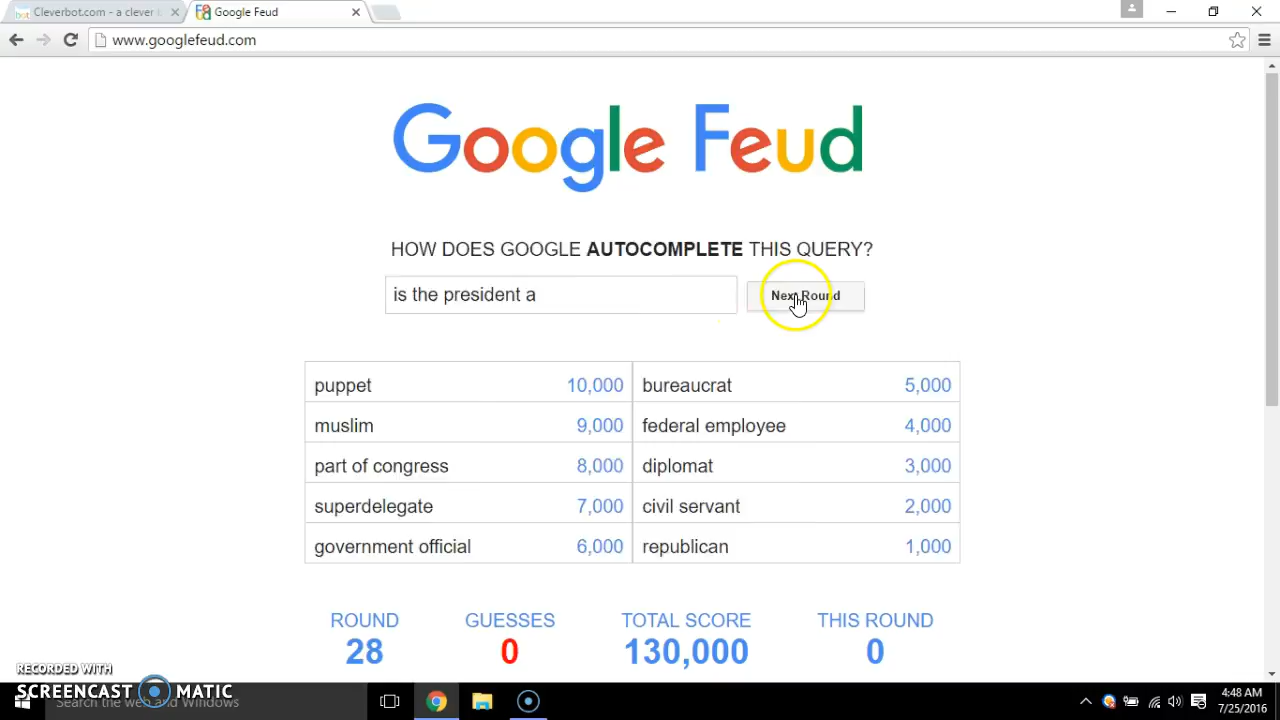 Cleverbot.com - a clever b
Google Feud
www.googlefeud.com
Google Feud
HOW DOES GOOGLE AUTOCOMPLETE THIS QUERY?
is the president a
Next Round
puppet 10,000 bureaucrat 5,000
muslim 9,000 federal employee 4,000
part of congress 8,000 diplomat 3,000
superdelegate 7,000 civil servant 2,000
government official 6,000 republican 1,000
ROUND GUESSES TOTAL SCORE THIS ROUND
28 0 130,000 0
RECORDED WITH
SCREENCAST MATIC
Search the web and Windows
4:48 AM
7/25/2016